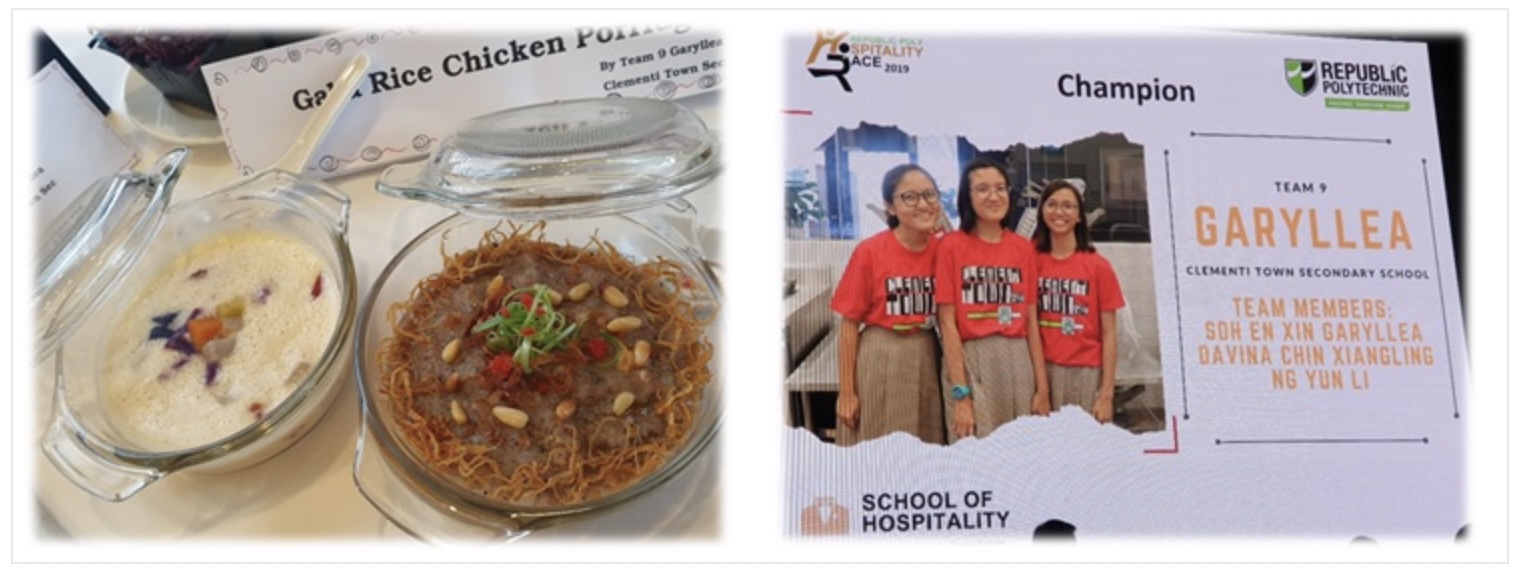 Rice Chicken
By Team 9 Garyllea
Clementi Town Sec
Sec
REPUBLIC POLY
HOSPITALITY
RACE 2019
Champion
REPUBLIC
POLYTECHNIC
TEAM 9
GARYLLEA
CLEMENTI TOWN SECONDARY SCHOOL
TEAM MEMBERS:
SOH EN XIN GARYLLEA
DAVINA CHIN XIANGLING
NG YUN LI
SCHOOL OF
HOSPITALITY